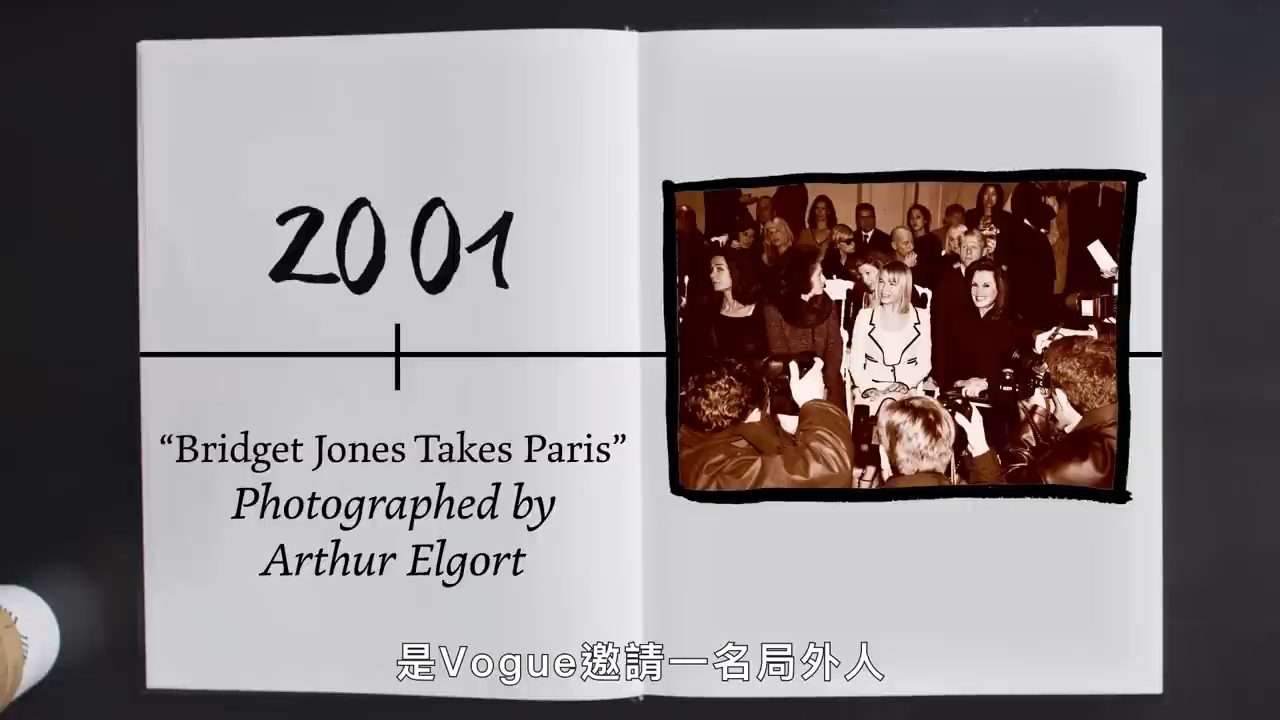 2001
“Bridget Jones Takes Paris”
Photographed by
Arthur Elgort
是Vogue邀請一名局外人